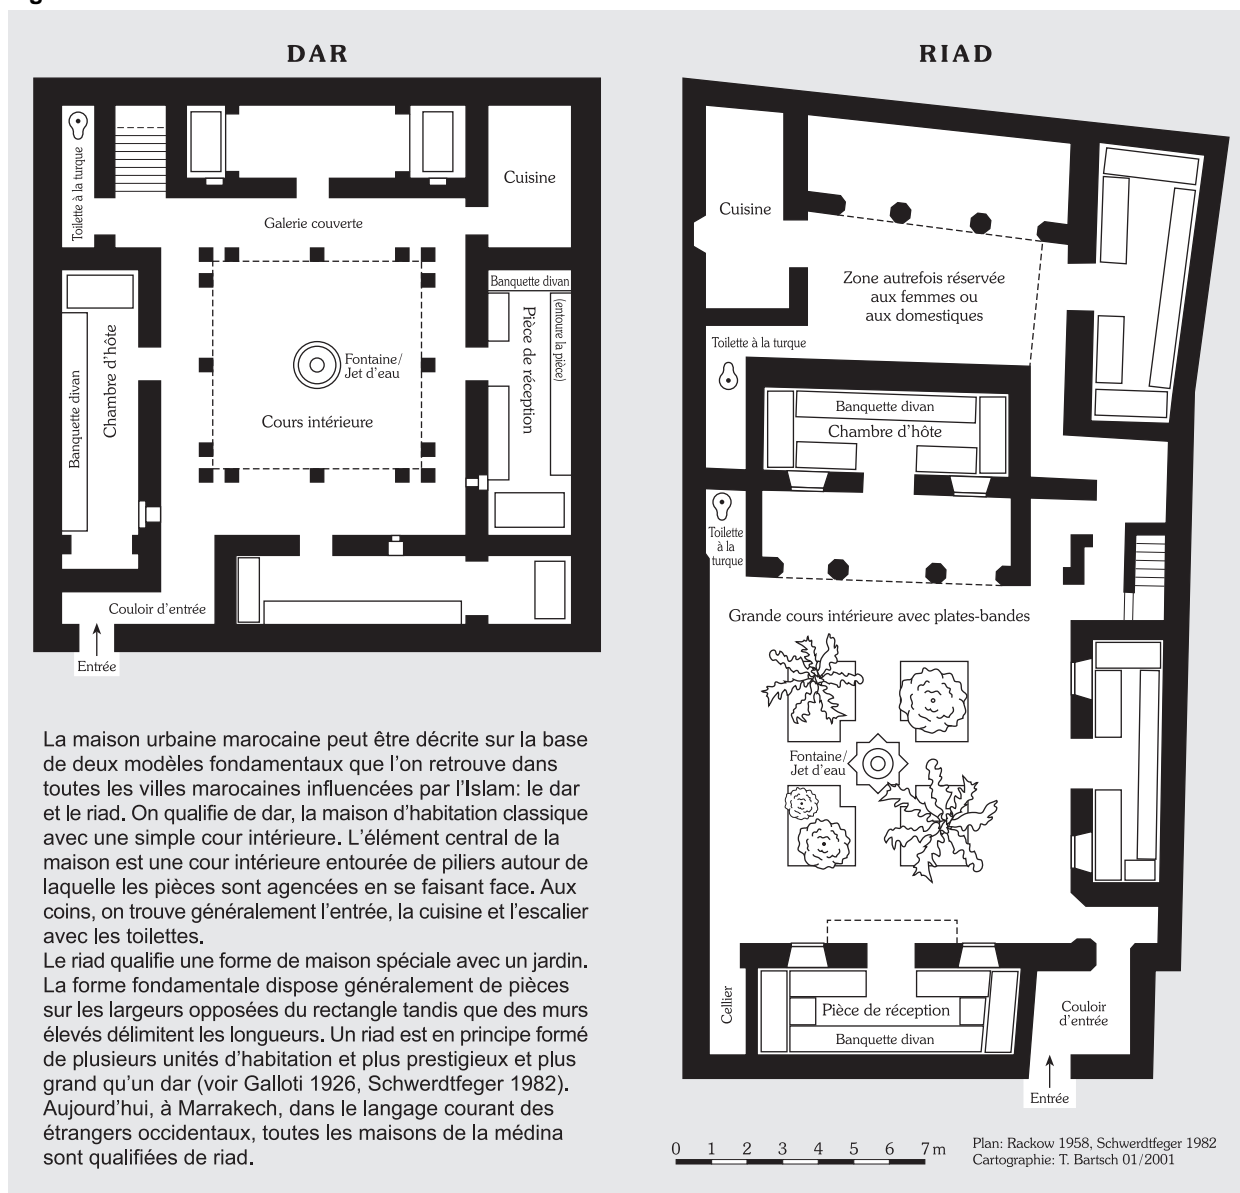 DAR
Toilette à la turque
Cuisine
Galerie couverte
Banquette divan
(entoure la pièce)
Pièce de réception
Chambre d'hôte
Banquette divan
Fontaine/
Jet d'eau
Cours intérieure
Couloir d'entrée
Entrée
La maison urbaine marocaine peut être décrite sur la base
de deux modèles fondamentaux que l'on retrouve dans
toutes les villes marocaines influencées par l'Islam: le dar
et le riad. On qualifie de dar, la maison d'habitation classique
avec une simple cour intérieure. L'élément central de la
maison est une cour intérieure entourée de piliers autour de
laquelle les pièces sont agencées en se faisant face. Aux
coins, on trouve généralement l'entrée, la cuisine et l'escalier
avec les toilettes.
Le riad qualifie une forme de maison spéciale avec un jardin.
La forme fondamentale dispose généralement de pièces
sur les largeurs opposées du rectangle tandis que des murs
élevés délimitent les longueurs. Un riad est en principe formé
de plusieurs unités d'habitation et plus prestigieux et plus
grand qu'un dar (voir Galloti 1926, Schwerdtfeger 1982).
Aujourd'hui, à Marrakech, dans le langage courant des
étrangers occidentaux, toutes les maisons de la médina
sont qualifiées de riad.
RIAD
Cuisine
Zone autrefois réservée
aux femmes ou
aux domestiques
Toilette à la turque
Banquette divan
Chambre d'hôte
Toilette
à la
turque
Grande cours intérieure avec plates-bandes
Fontaine/
Jet d'eau
Cellier
Pièce de réception
Banquette divan
Couloir
d'entrée
Entrée
0 1 2 3 4 5 6 7 m
Plan: Rackow 1958, Schwerdtfeger 1982
Cartographie: T. Bartsch 01/2001